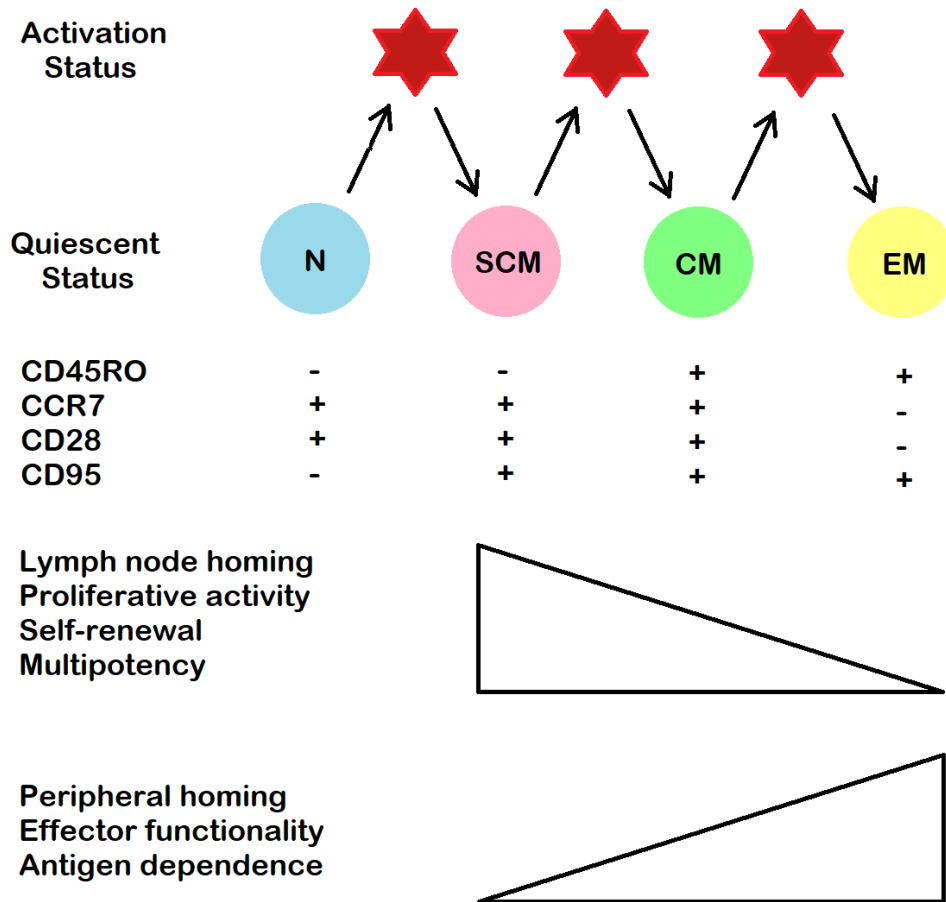 Activation
Status
Quiescent
Status
N
SCM
CM
EM
CD45RO - - + +
CCR7 + + + -
CD28 + + + -
CD95 - + + +
Lymph node homing
Proliferative activity
Self-renewal
Multipotency
Peripheral homing
Effector functionality
Antigen dependence